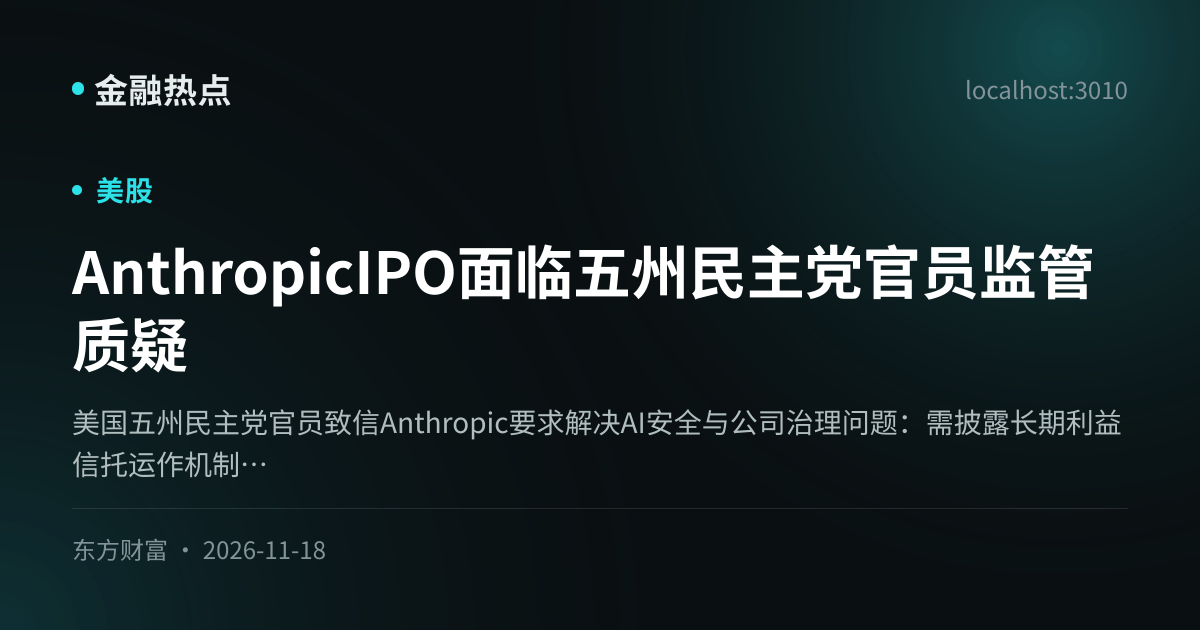 金融热点
localhost:3010
美股
AnthropicIPO面临五州民主党官员监管
质疑
美国五州民主党官员致信Anthropic要求解决AI安全与公司治理问题：需披露长期利益
信托运作机制…
东方财富 • 2026-11-18